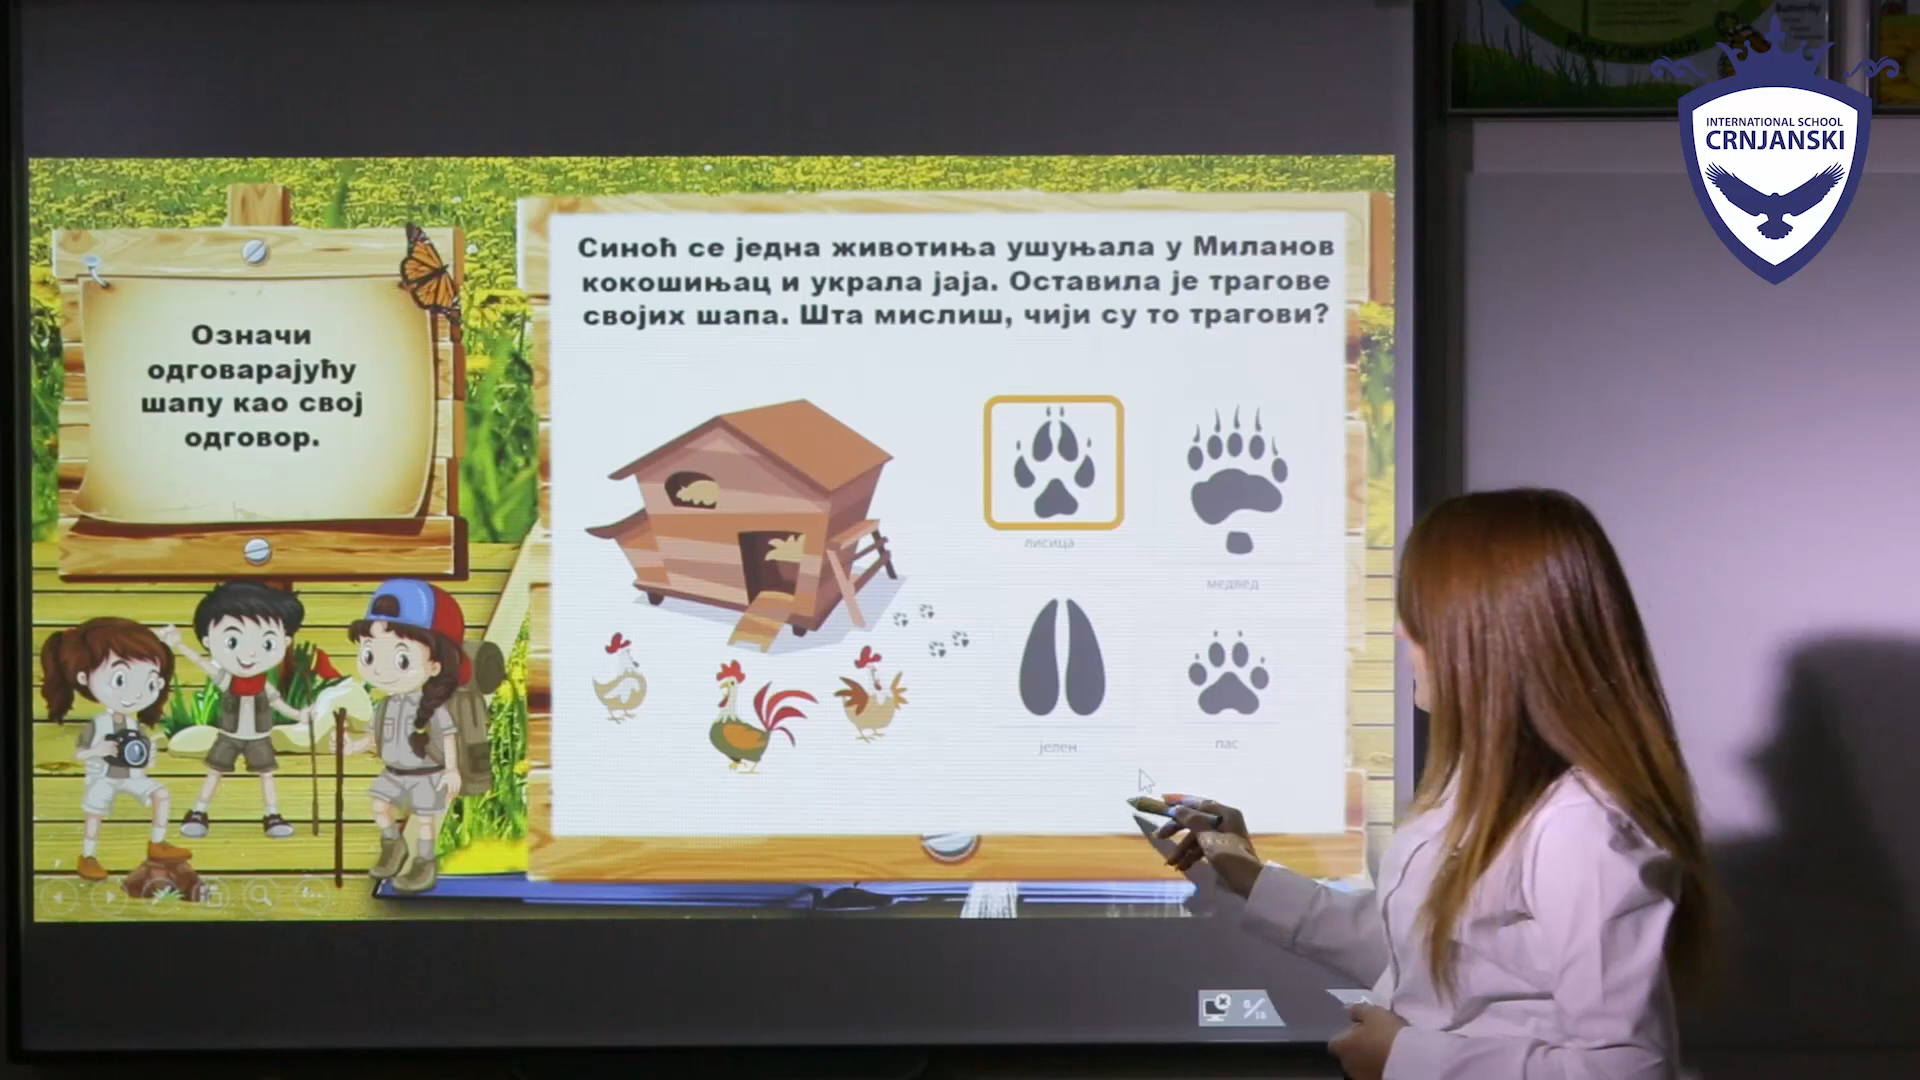 INTERNATIONAL SCHOOL
CRNJANSKI
Синоћ се једна животиња ушуњала у Миланов
кокошињац и украла јаја. Оставила је трагове
својих шапа. Шта мислиш, чији су то трагови?
Означи
одговарајућу
шапу као свој
одговор.
лисица
медвед
јелен
пас